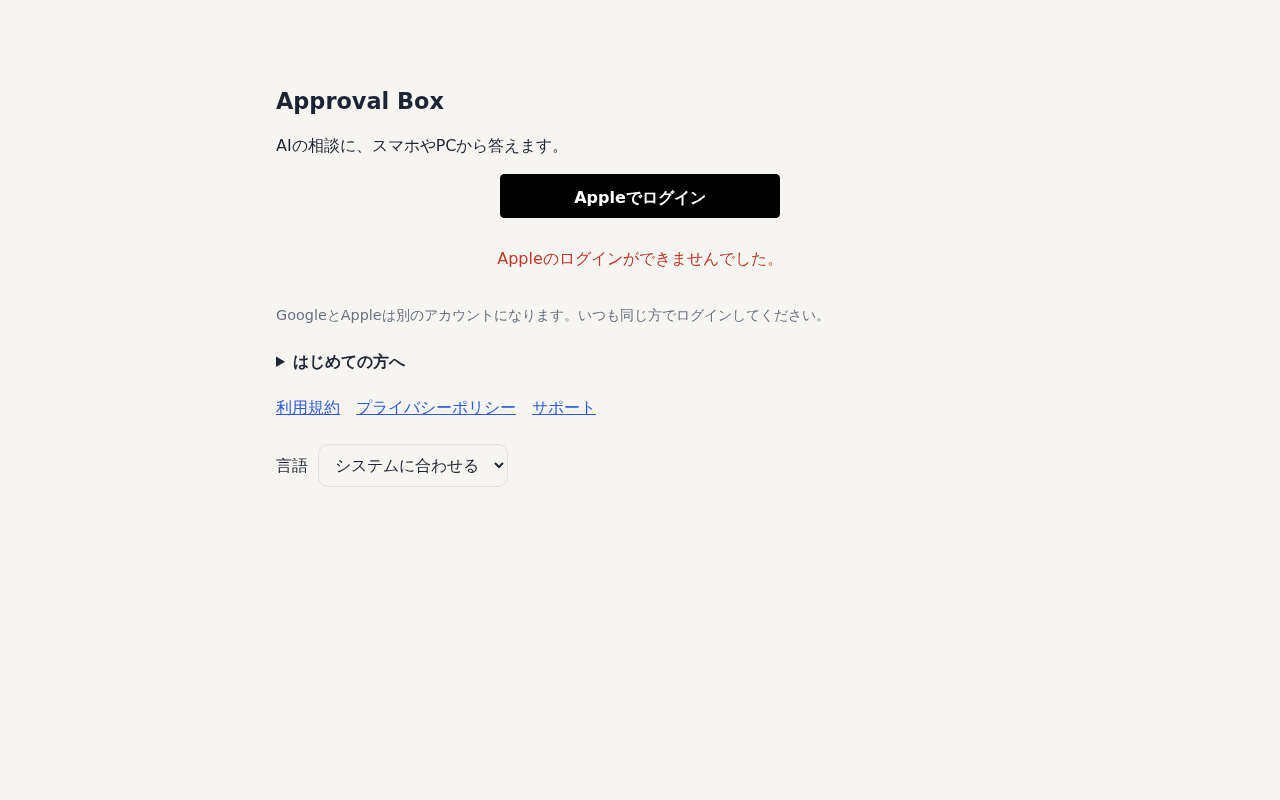 Approval Box
AIの相談に、スマホやPCから答えます。
Appleでログイン
Appleのログインができませんでした。
GoogleとAppleは別のアカウントになります。いつも同じ方でログインしてください。
はじめての方へ
利用規約 プライバシーポリシー サポート
言語 システムに合わせる